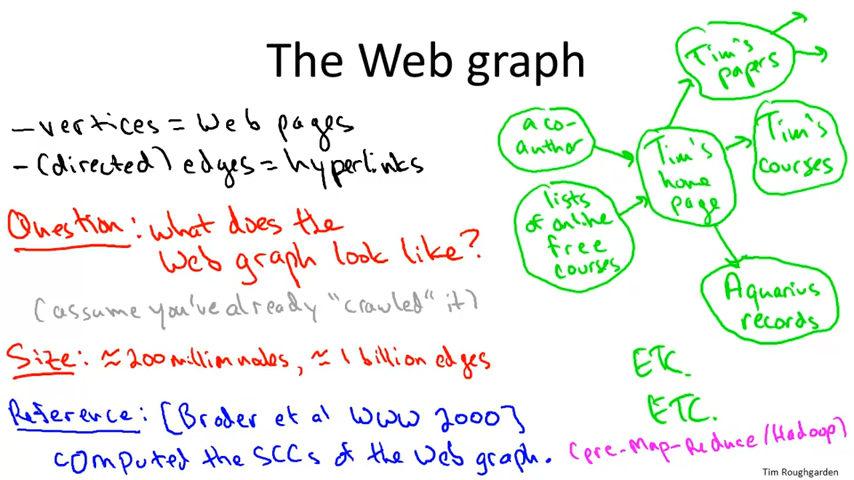 The Web graph
- vertices = Web pages
- (directed) edges = hyperlinks
Question: what does the
Web graph look like?
(assume you've already "crawled" it)
Size: ≈ 200 million nodes, ≈ 1 billion edges
Reference: [Broder et al WWW 2000]
computed the SCCs of the Web graph.
(pre-Map-Reduce/Hadoop)
a co-
author
lists
of online
free
courses
Tim's
home
page
Tim's
papers
Tim's
courses
Aquarius
records
ETC.
ETC.
Tim Roughgarden